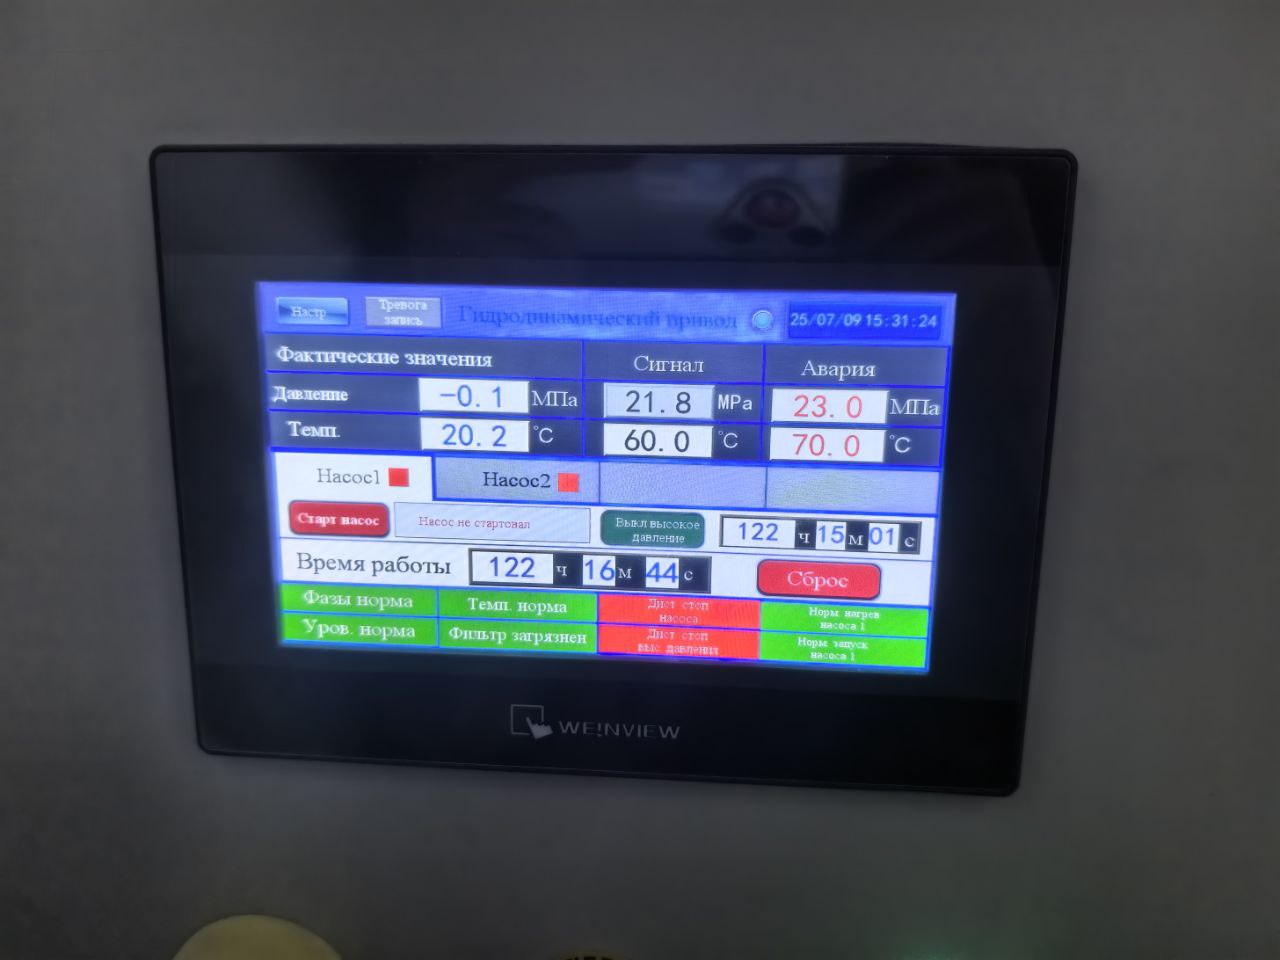 Настр
Тревога
запись
Гидродинамический привод
25/07/09 15:31:24
Фактические значения
Сигнал
Авария
Давление -0.1 МПа 21.8 MPa 23.0 МПа
Темп. 20.2 °C 60.0 °C 70.0 °C
Насос1
Насос2
Старт насос
Насос не стартовал
Выкл высокое
давление
122 ч 15 м 01 с
Время работы 122 ч 16 м 44 с
Сброс
Фазы норма
Темп. норма
Дист стоп
насоса
Норм нагрев
насоса 1
Уров. норма
Фильтр загрязнен
Дист стоп
выс давления
Норм запуск
насоса 1
WE!NVIEW